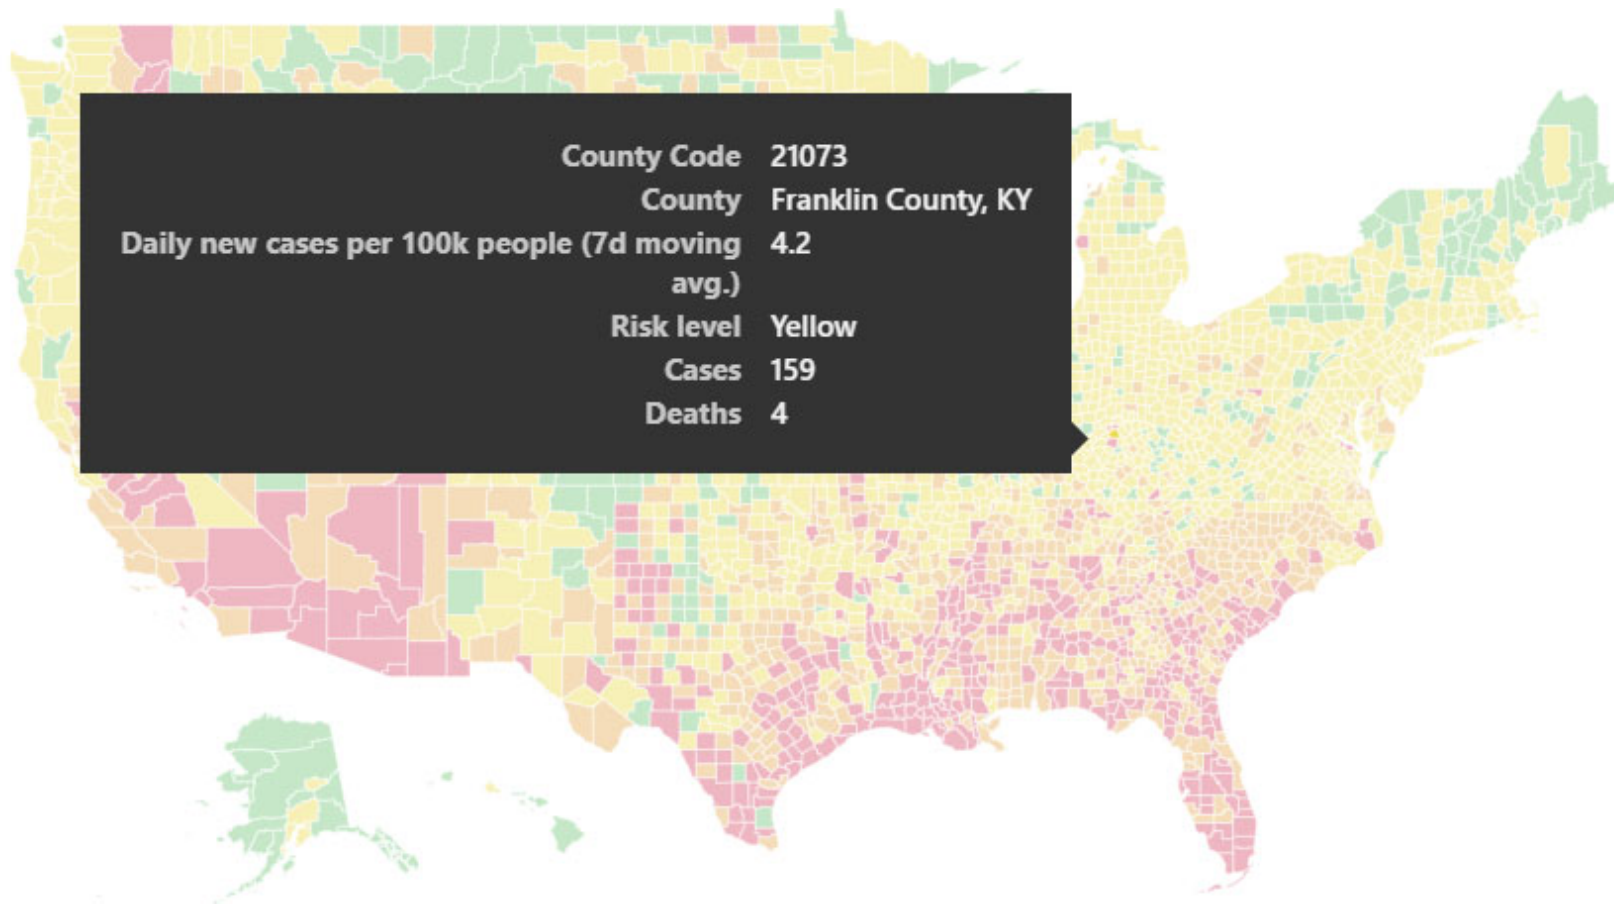 County Code 21073
County Franklin County, KY
Daily new cases per 100k people (7d moving 4.2
avg.)
Risk level Yellow
Cases 159
Deaths 4